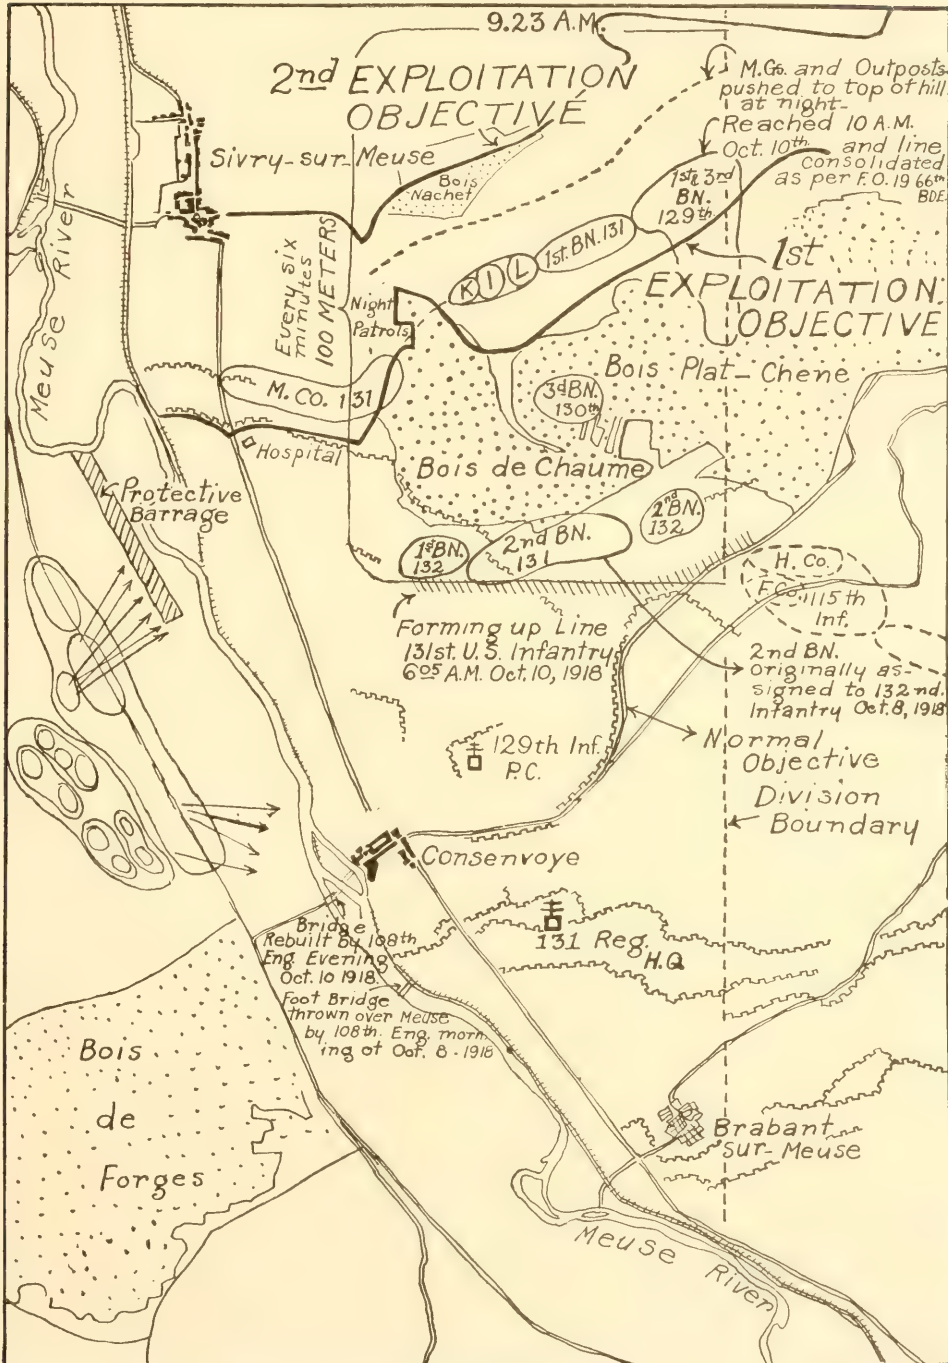 9.23 A.M.
2nd EXPLOITATION
OBJECTIVE
M.Gs. and Outposts
pushed to top of hill
at night-
Reached 10 A.M.
Oct. 10th and line
consolidated
as per F.O. 19 66th
BDE.
Sivry-sur-Meuse
Bois
Nachet
1st & 3rd
BN.
129th
Meuse River
Every six
minutes
100 METERS
Night
Patrols
K I L
1st. BN. 131
1st
EXPLOITATION
OBJECTIVE
M. CO. 131
Bois Plat-Chene
3d BN.
130th
Hospital
Bois de Chaume
Protective
Barrage
1st BN.
132
2nd BN.
131
2nd
BN.
132
H. Co.
F. Co.
115th
Inf.
Forming up Line
131st. U.S. Infantry
6 05 A.M. Oct. 10, 1918
2nd BN.
originally as-
signed to 132nd.
Infantry Oct. 8, 1918
129th Inf.
P.C.
Normal
Objective
Division
Boundary
Consenvoye
Bridge
Rebuilt by 108th
Eng Evening
Oct. 10 1918.
131 Reg.
H.Q
Foot Bridge
thrown over Meuse
by 108th. Eng. morn-
ing of Oct. 8 - 1918
Bois
de
Forges
Brabant
sur-Meuse
Meuse River